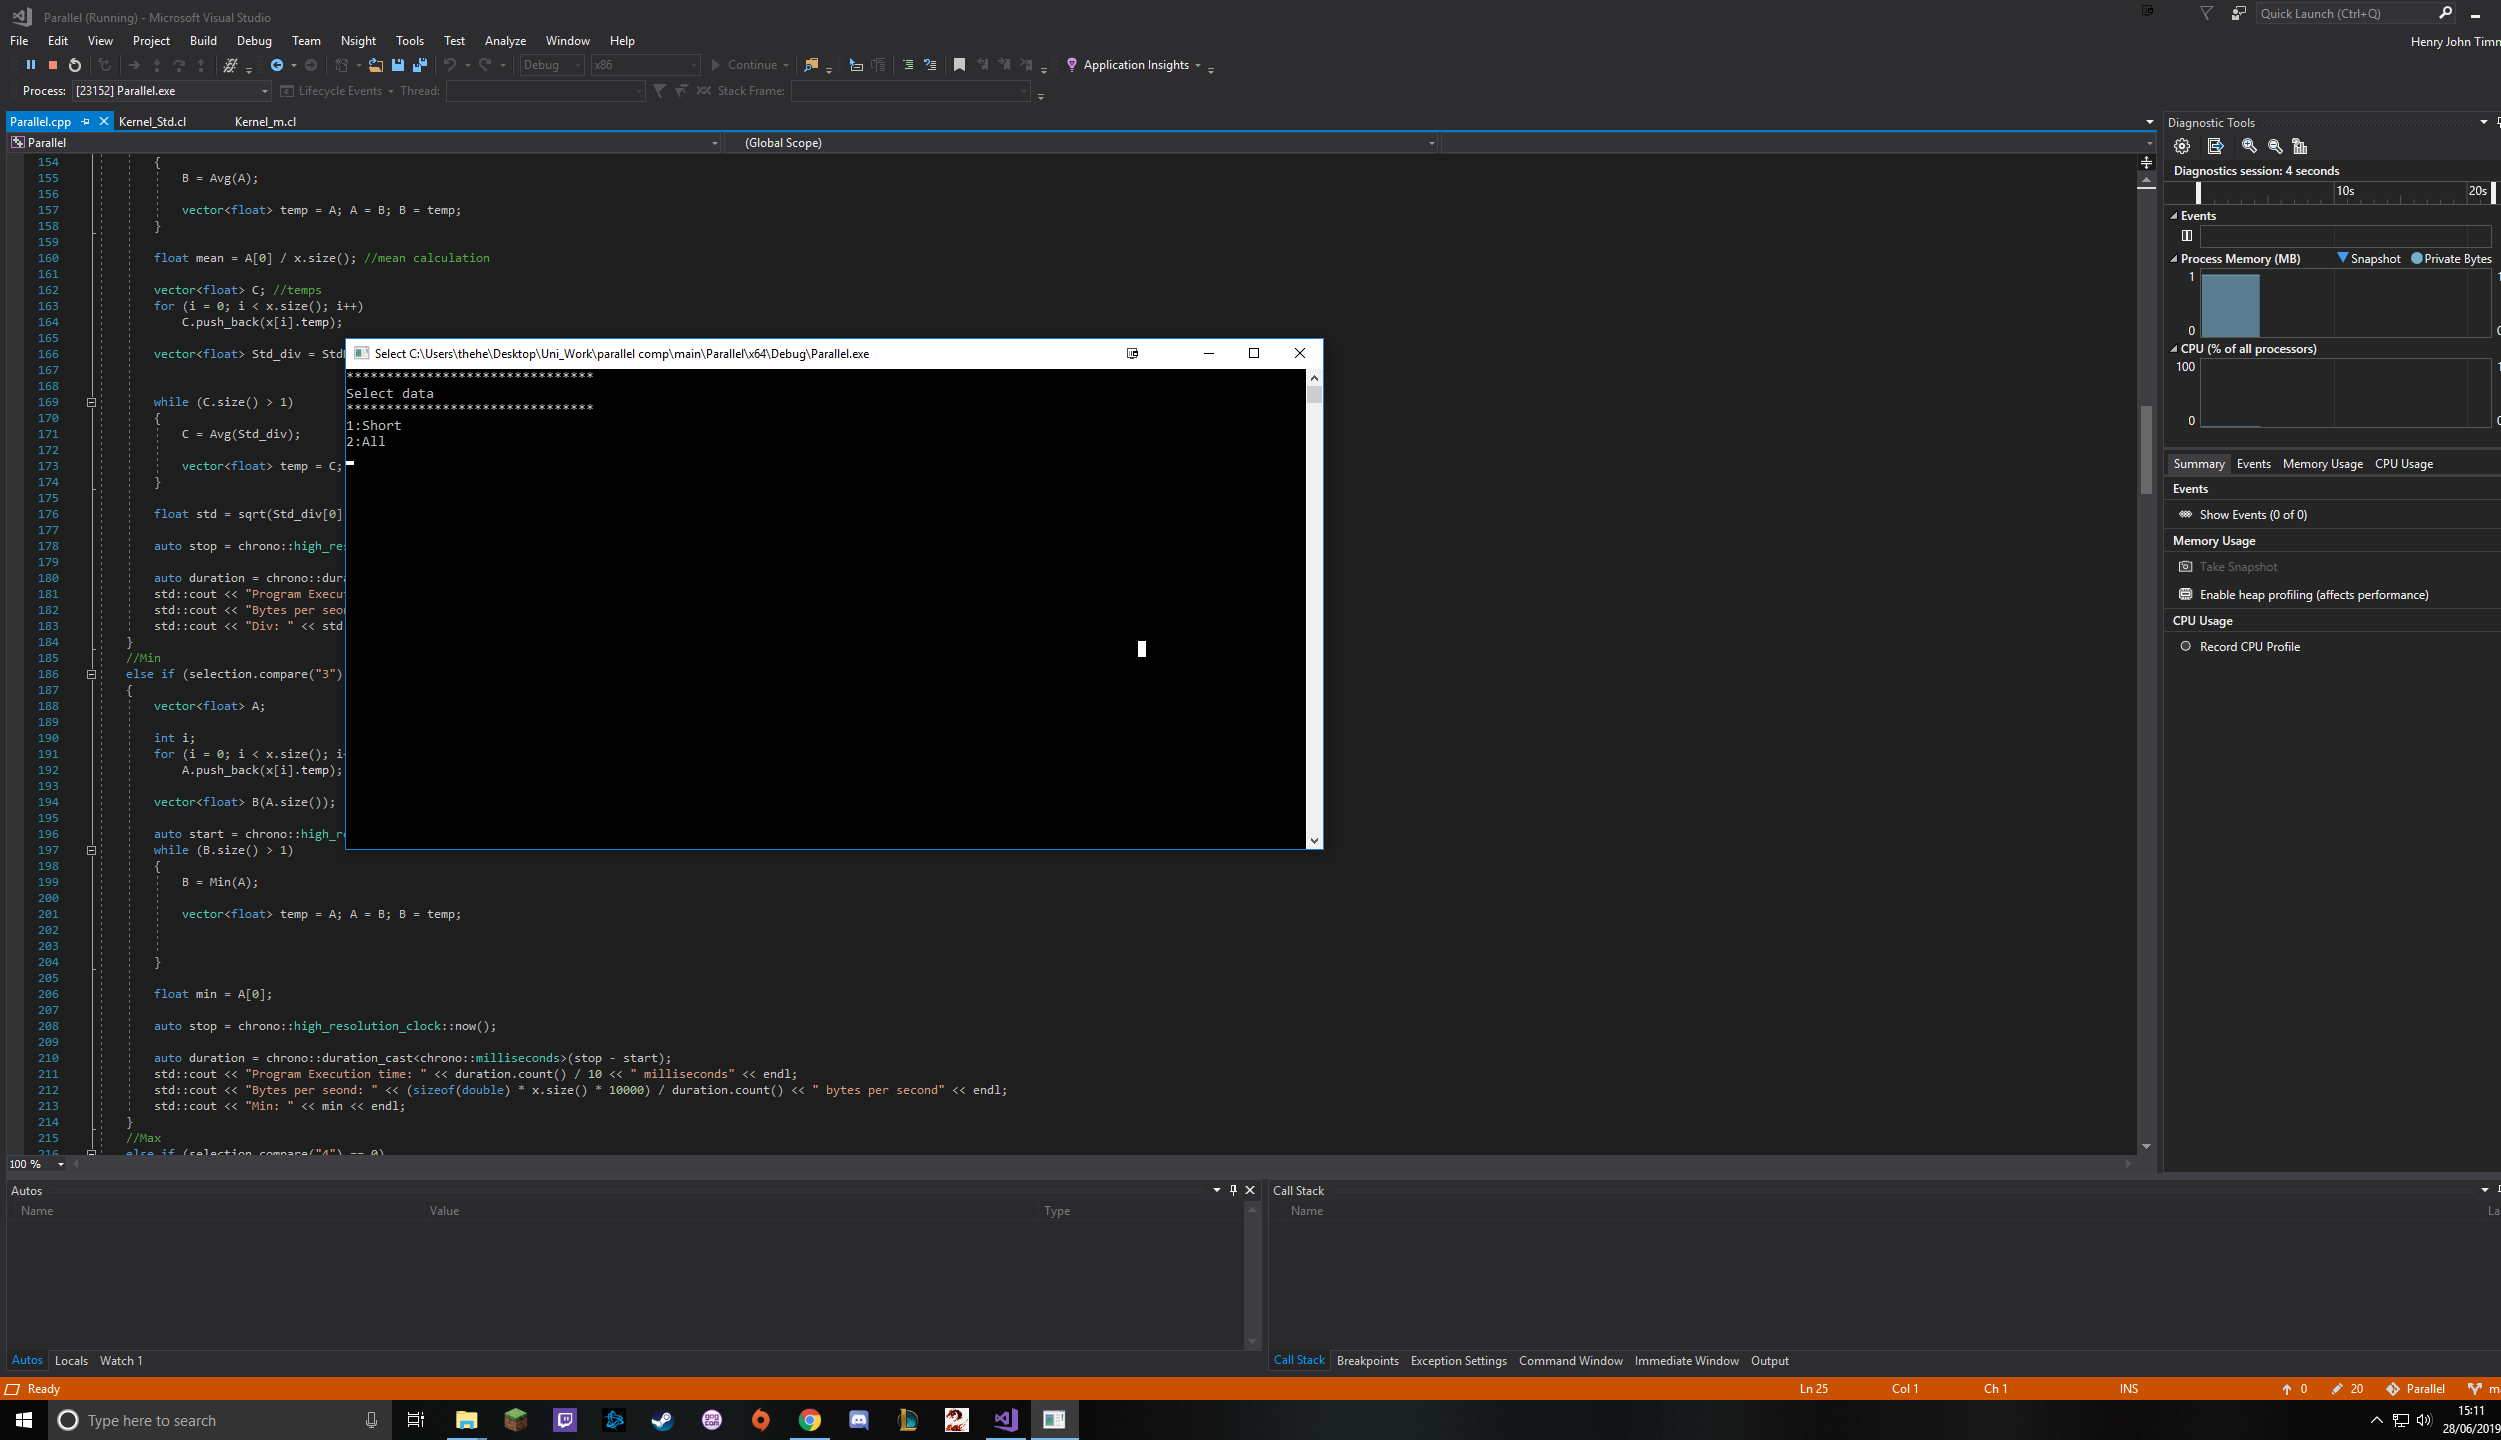 Parallel (Running) - Microsoft Visual Studio
Quick Launch (Ctrl+Q)
File Edit View Project Build Debug Team Nsight Tools Test Analyze Window Help
Henry John Timm
Debug x86 Continue Application Insights
Process: [23152] Parallel.exe Lifecycle Events Thread: Stack Frame:
Parallel.cpp Kernel_Std.cl Kernel_m.cl
Parallel (Global Scope)
154 {
155 B = Avg(A);
156
157 vector<float> temp = A; A = B; B = temp;
158 }
159
160 float mean = A[0] / x.size(); //mean calculation
161
162 vector<float> C; //temps
163 for (i = 0; i < x.size(); i++)
164 C.push_back(x[i].temp);
165
166 vector<float> Std_div = Std
167
168
169 while (C.size() > 1)
170 {
171 C = Avg(Std_div);
172
173 vector<float> temp = C;
174 }
175
176 float std = sqrt(Std_div[0]
177
178 auto stop = chrono::high_res
179
180 auto duration = chrono::dura
181 std::cout << "Program Execut
182 std::cout << "Bytes per seon
183 std::cout << "Div: " << std
184 }
185 //Min
186 else if (selection.compare("3")
187 {
188 vector<float> A;
189
190 int i;
191 for (i = 0; i < x.size(); i+
192 A.push_back(x[i].temp);
193
194 vector<float> B(A.size());
195
196 auto start = chrono::high_re
197 while (B.size() > 1)
198 {
199 B = Min(A);
200
201 vector<float> temp = A; A = B; B = temp;
202
203
204 }
205
206 float min = A[0];
207
208 auto stop = chrono::high_resolution_clock::now();
209
210 auto duration = chrono::duration_cast<chrono::milliseconds>(stop - start);
211 std::cout << "Program Execution time: " << duration.count() / 10 << " milliseconds" << endl;
212 std::cout << "Bytes per seond: " << (sizeof(double) * x.size() * 10000) / duration.count() << " bytes per second" << endl;
213 std::cout << "Min: " << min << endl;
214 }
215 //Max
216 else if (selection.compare("4") == 0)
100 %
Select C:\Users\thehe\Desktop\Uni_Work\parallel comp\main\Parallel\x64\Debug\Parallel.exe
*******************************
Select data
*******************************
1:Short
2:All
Diagnostic Tools
Diagnostics session: 4 seconds
10s 20s
Events
Process Memory (MB) Snapshot Private Bytes
1 1
0 0
CPU (% of all processors)
100 1
0 0
Summary Events Memory Usage CPU Usage
Events
Show Events (0 of 0)
Memory Usage
Take Snapshot
Enable heap profiling (affects performance)
CPU Usage
Record CPU Profile
Autos
Name Value Type
Autos Locals Watch 1
Call Stack
Name La
Call Stack Breakpoints Exception Settings Command Window Immediate Window Output
Ready Ln 25 Col 1 Ch 1 INS 0 20 Parallel m
Type here to search
gog com
15:11
28/06/2019